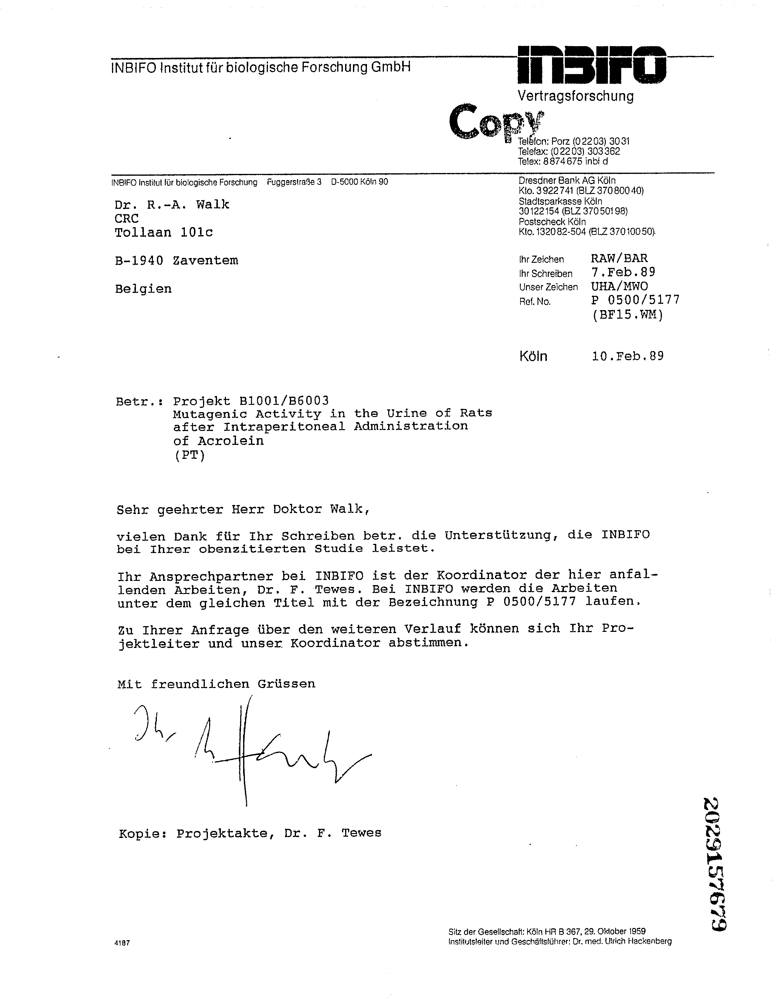 INBIFO Institut für biologische Forschung GmbH
INBIFO
Vertragsforschung
Copy
Telefon: Porz (02203) 3031
Telefax: (02203) 303362
Telex: 8874675 inbi d
INBIFO Institut für biologische Forschung Fuggerstraße 3 D-5000 Köln 90
Dresdner Bank AG Köln
Kto. 3922741 (BLZ 37080040)
Stadtsparkasse Köln
30122154 (BLZ 37050198)
Postscheck Köln
Kto. 132082-504 (BLZ 37010050)
Dr. R.-A. Walk
CRC
Tollaan 101c
B-1940 Zaventem
Belgien
Ihr Zeichen RAW/BAR
Ihr Schreiben 7.Feb.89
Unser Zeichen UHA/MWO
Ref. No. P 0500/5177
(BF15.WM)
Köln 10.Feb.89
Betr.: Projekt B1001/B6003
Mutagenic Activity in the Urine of Rats
after Intraperitoneal Administration
of Acrolein
(PT)
Sehr geehrter Herr Doktor Walk,
vielen Dank für Ihr Schreiben betr. die Unterstützung, die INBIFO
bei Ihrer obenzitierten Studie leistet.
Ihr Ansprechpartner bei INBIFO ist der Koordinator der hier anfal-
lenden Arbeiten, Dr. F. Tewes. Bei INBIFO werden die Arbeiten
unter dem gleichen Titel mit der Bezeichnung P 0500/5177 laufen.
Zu Ihrer Anfrage über den weiteren Verlauf können sich Ihr Pro-
jektleiter und unser Koordinator abstimmen.
Mit freundlichen Grüssen
Kopie: Projektakte, Dr. F. Tewes
2029157679
4187
Sitz der Gesellschaft: Köln HR B 367, 29. Oktober 1959
Institutsleiter und Geschäftsführer: Dr. med. Ulrich Hackenberg